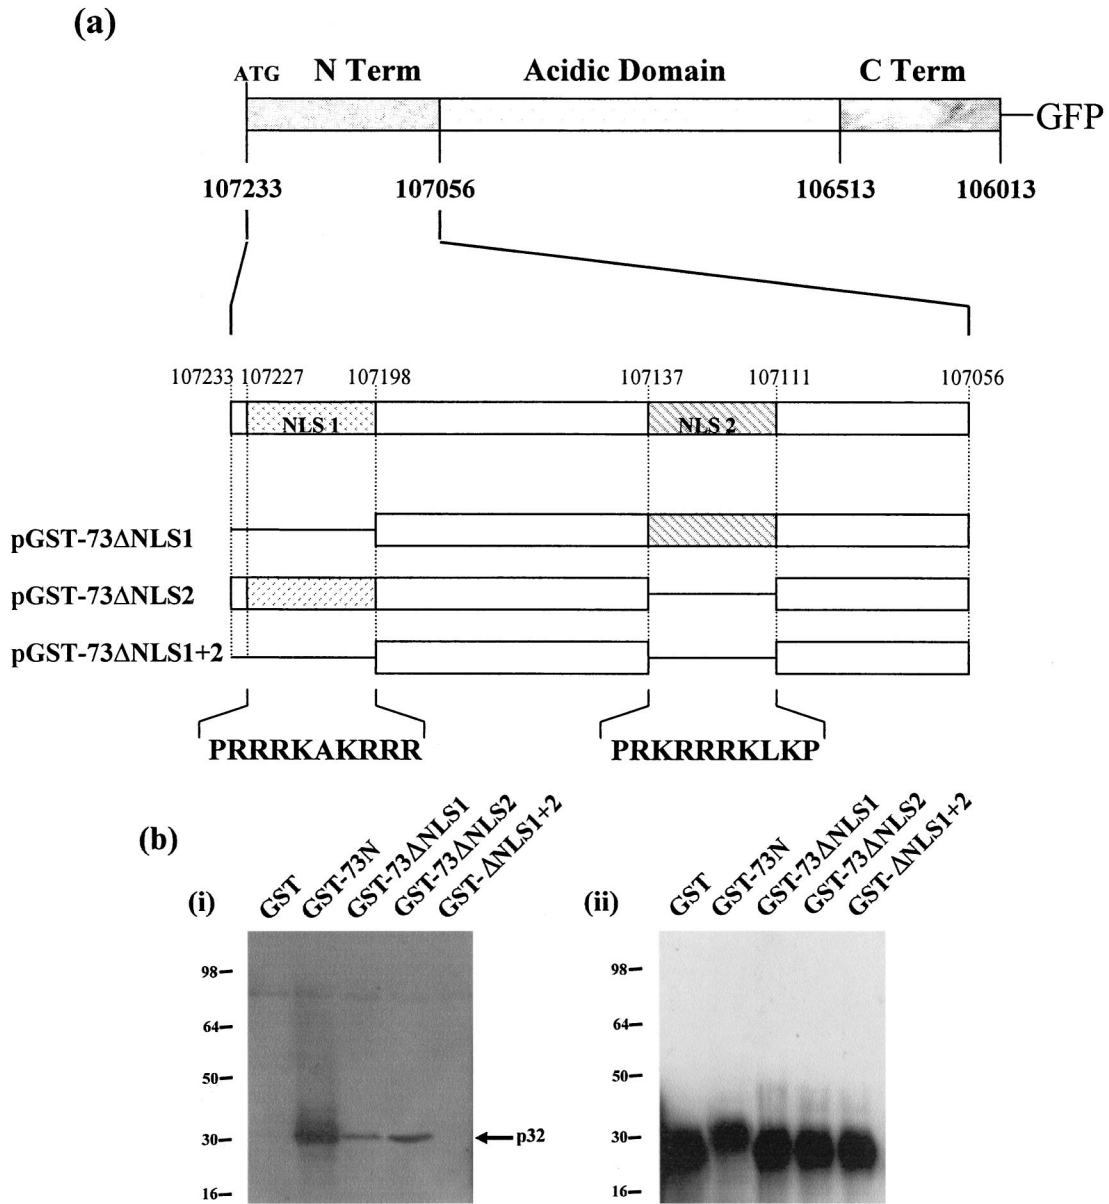 (a)
ATG N Term Acidic Domain C Term
GFP
107233 107056 106513 106013
107233 107227 107198 107137 107111 107056
NLS 1 NLS 2
pGST-73ΔNLS1
pGST-73ΔNLS2
pGST-73ΔNLS1+2
PRRRKAKRRR PRKRRRKLKP
(b)
(i)
GST
GST-73N
GST-73ΔNLS1
GST-73ΔNLS2
GST-ΔNLS1+2
98
64
50
30
16
p32
(ii)
GST
GST-73N
GST-73ΔNLS1
GST-73ΔNLS2
GST-ΔNLS1+2
98
64
50
30
16